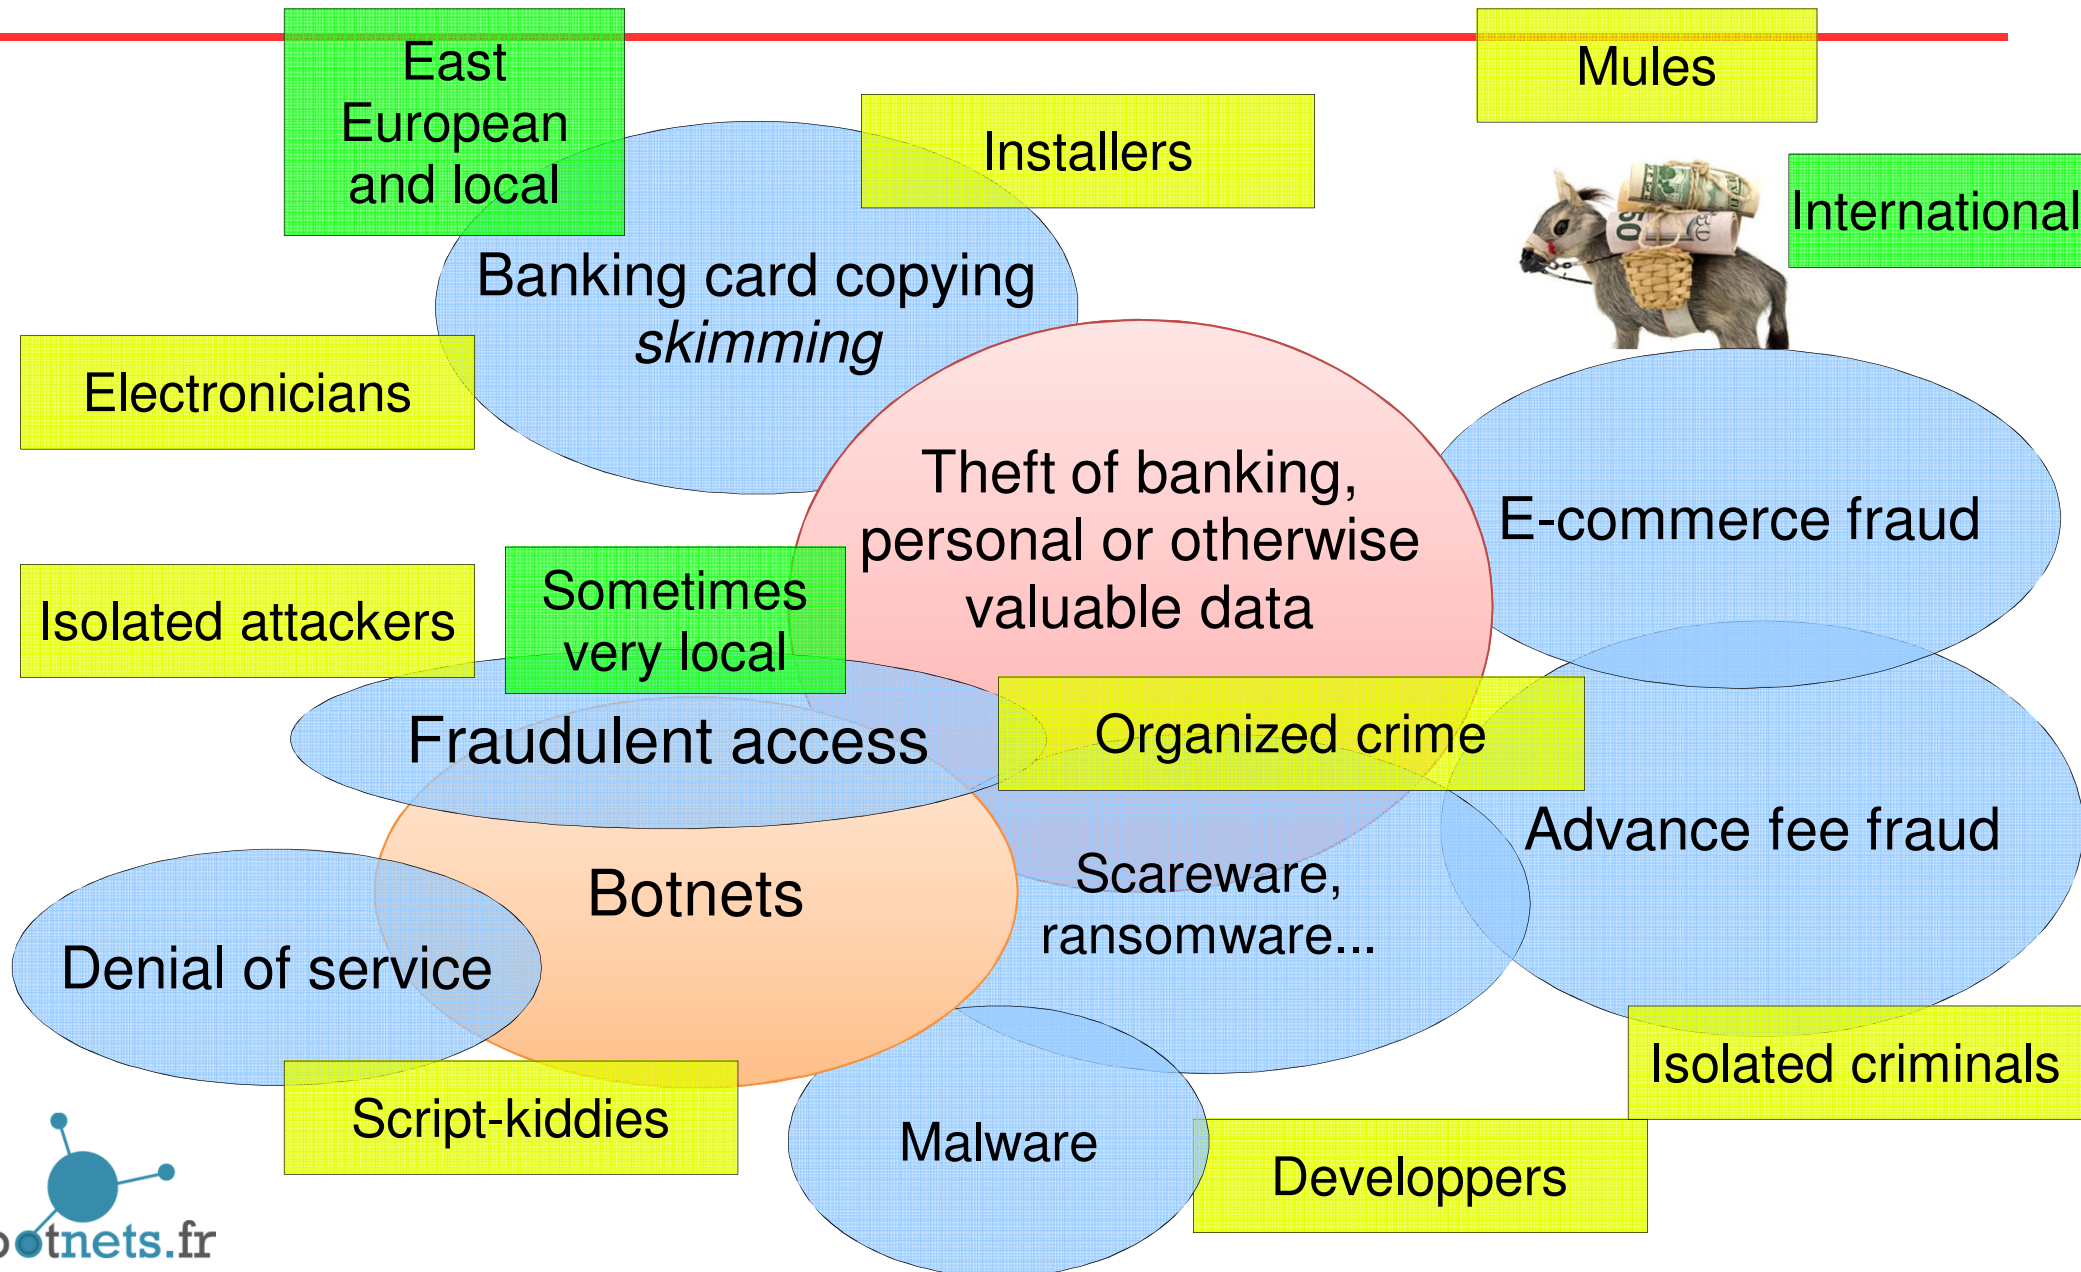 East
European
and local
Mules
Installers
International
Banking card copying
skimming
Electronicians
Theft of banking,
personal or otherwise
valuable data
E-commerce fraud
Isolated attackers
Sometimes
very local
Fraudulent access
Organized crime
Advance fee fraud
Botnets
Scareware,
ransomware...
Denial of service
Isolated criminals
Script-kiddies
Malware
Developpers
botnets.fr